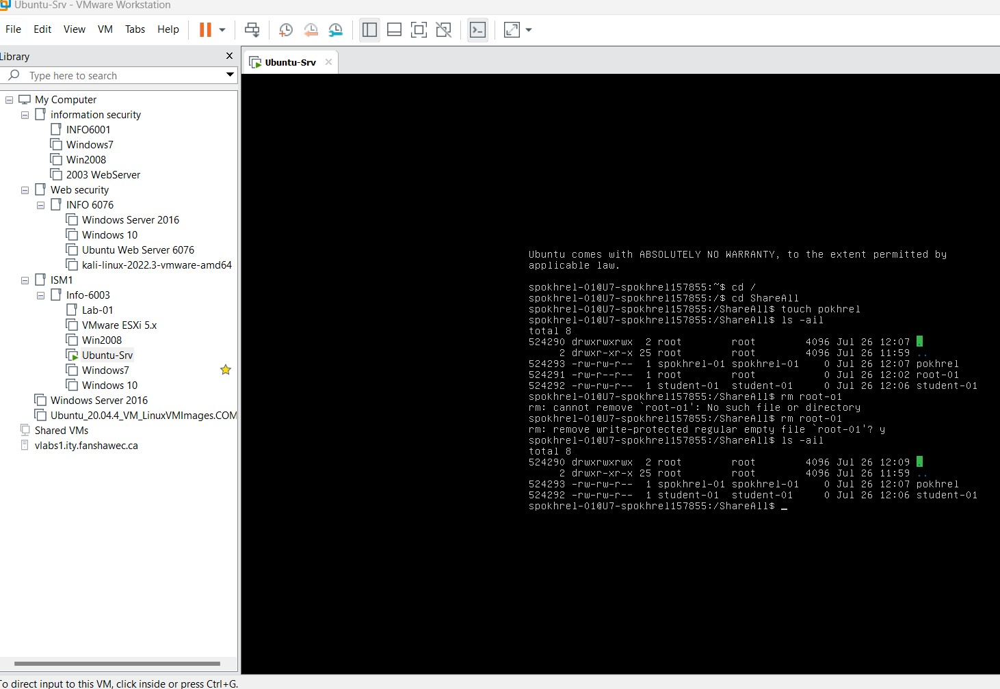 Ubuntu-Srv - VMware Workstation
File Edit View VM Tabs Help
Library
Type here to search
My Computer
information security
INFO6001
Windows7
Win2008
2003 WebServer
Web security
INFO 6076
Windows Server 2016
Windows 10
Ubuntu Web Server 6076
kali-linux-2022.3-vmware-amd64
ISM1
Info-6003
Lab-01
VMware ESXi 5.x
Win2008
Ubuntu-Srv
Windows7
Windows 10
Windows Server 2016
Ubuntu_20.04.4_VM_LinuxVMImages.COM
Shared VMs
vlabs1.ity.fanshawec.ca
Ubuntu-Srv
Ubuntu comes with ABSOLUTELY NO WARRANTY, to the extent permitted by
applicable law.
spokhrel-01@U7-spokhrel157855:~$ cd /
spokhrel-01@U7-spokhrel157855:/$ cd ShareAll
spokhrel-01@U7-spokhrel157855:/ShareAll$ touch pokhrel
spokhrel-01@U7-spokhrel157855:/ShareAll$ ls -ail
total 8
524290 drwxrwxrwx 2 root root 4096 Jul 26 12:07 .
2 drwxr-xr-x 25 root root 4096 Jul 26 11:59 ..
524293 -rw-rw-r-- 1 spokhrel-01 spokhrel-01 0 Jul 26 12:07 pokhrel
524291 -rw-r--r-- 1 root root 0 Jul 26 12:02 root-01
524292 -rw-rw-r-- 1 student-01 student-01 0 Jul 26 12:06 student-01
spokhrel-01@U7-spokhrel157855:/ShareAll$ rm root-o1
rm: cannot remove `root-o1': No such file or directory
spokhrel-01@U7-spokhrel157855:/ShareAll$ rm root-01
rm: remove write-protected regular empty file `root-01'? y
spokhrel-01@U7-spokhrel157855:/ShareAll$ ls -ail
total 8
524290 drwxrwxrwx 2 root root 4096 Jul 26 12:09 .
2 drwxr-xr-x 25 root root 4096 Jul 26 11:59 ..
524293 -rw-rw-r-- 1 spokhrel-01 spokhrel-01 0 Jul 26 12:07 pokhrel
524292 -rw-rw-r-- 1 student-01 student-01 0 Jul 26 12:06 student-01
spokhrel-01@U7-spokhrel157855:/ShareAll$ _
To direct input to this VM, click inside or press Ctrl+G.